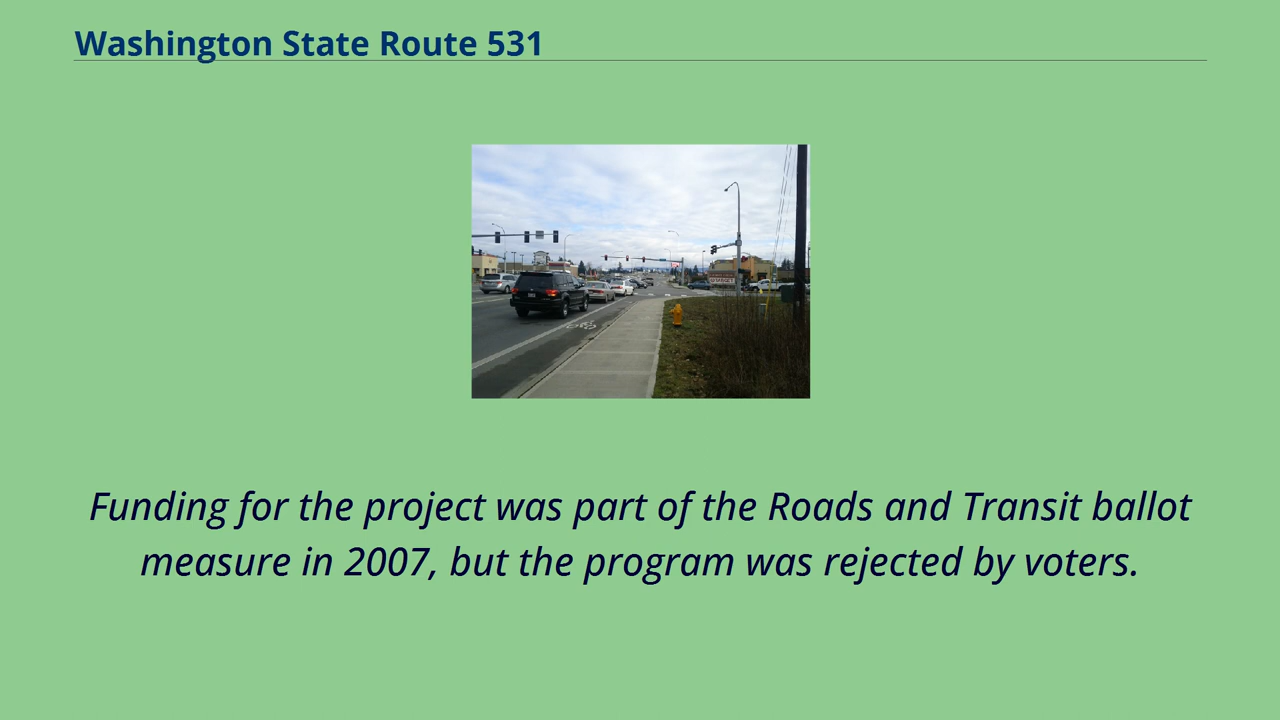 Washington State Route 531
Funding for the project was part of the Roads and Transit ballot
measure in 2007, but the program was rejected by voters.